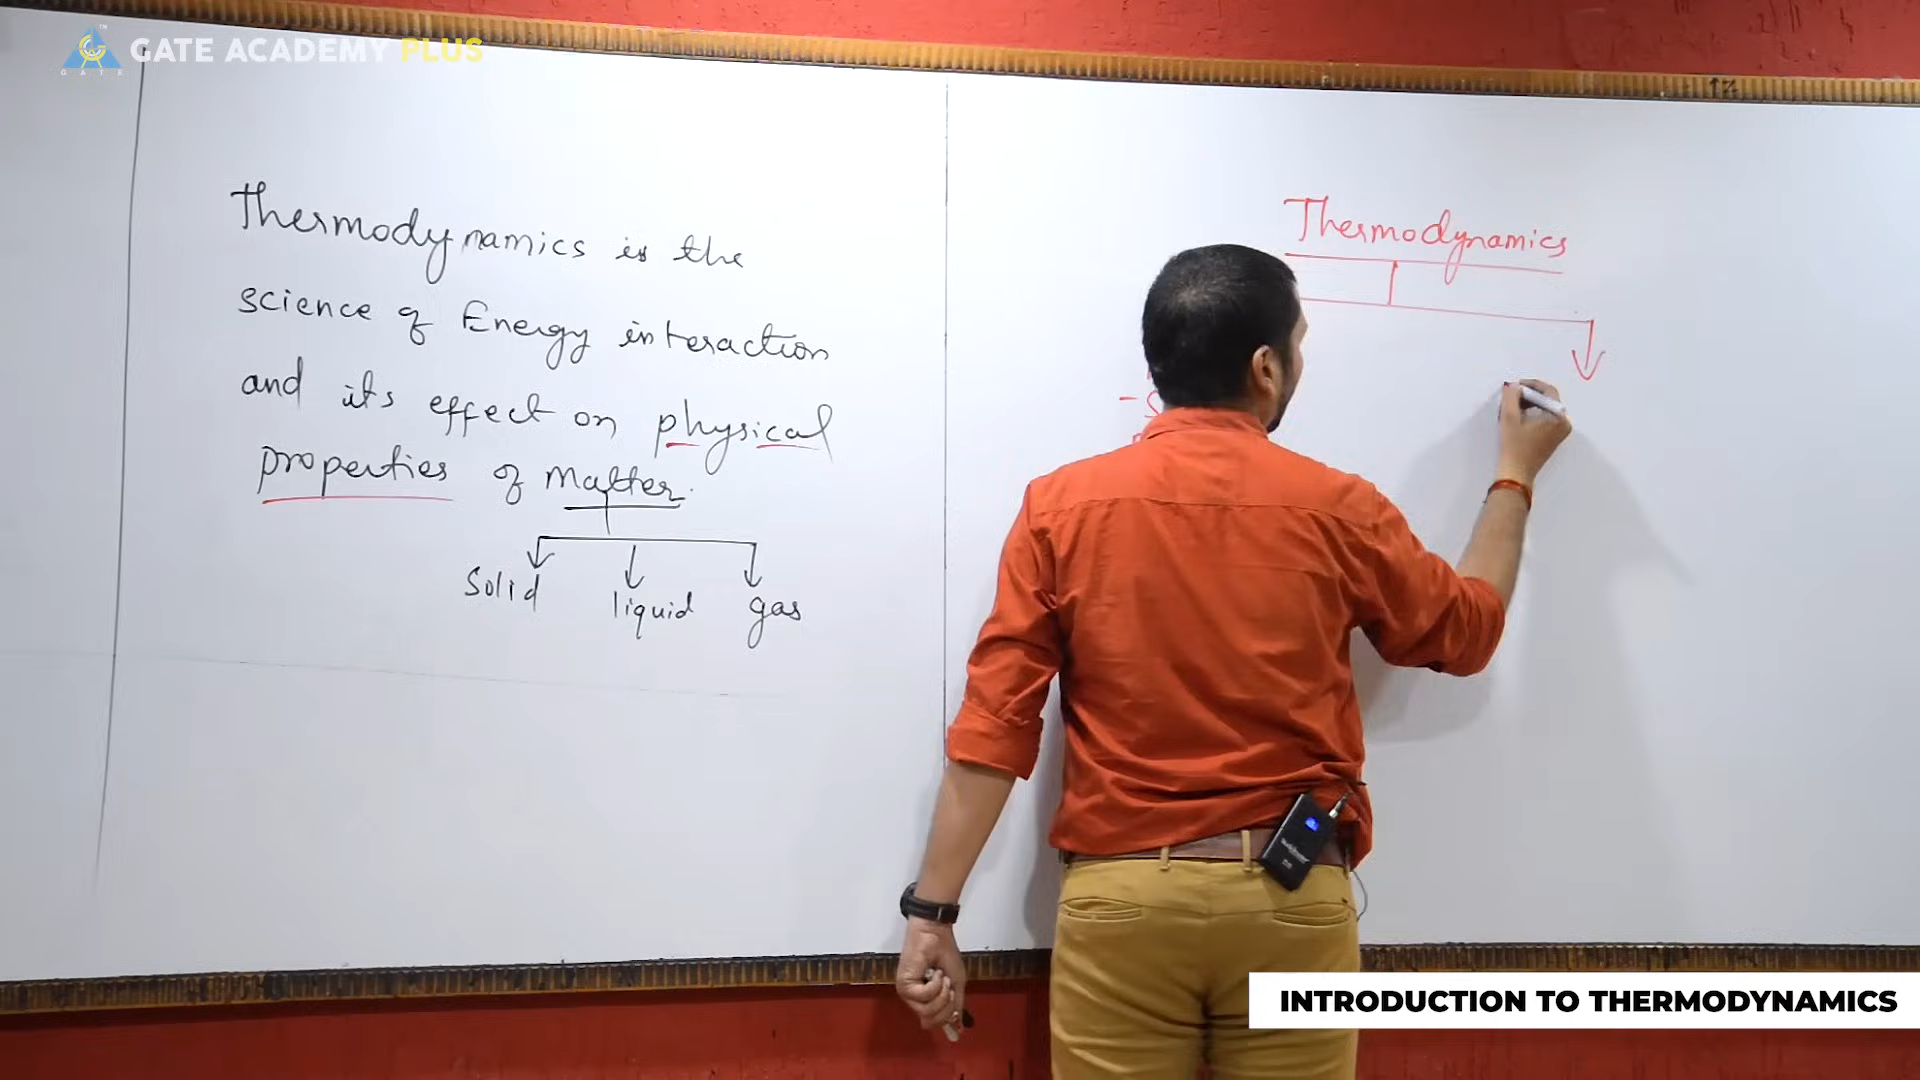 GATE ACADEMY PLUS
GATE
Thermodynamics is the
science of Energy interaction
and its effect on physical
properties of Matter.
Solid liquid gas
Thermodynamics
INTRODUCTION TO THERMODYNAMICS